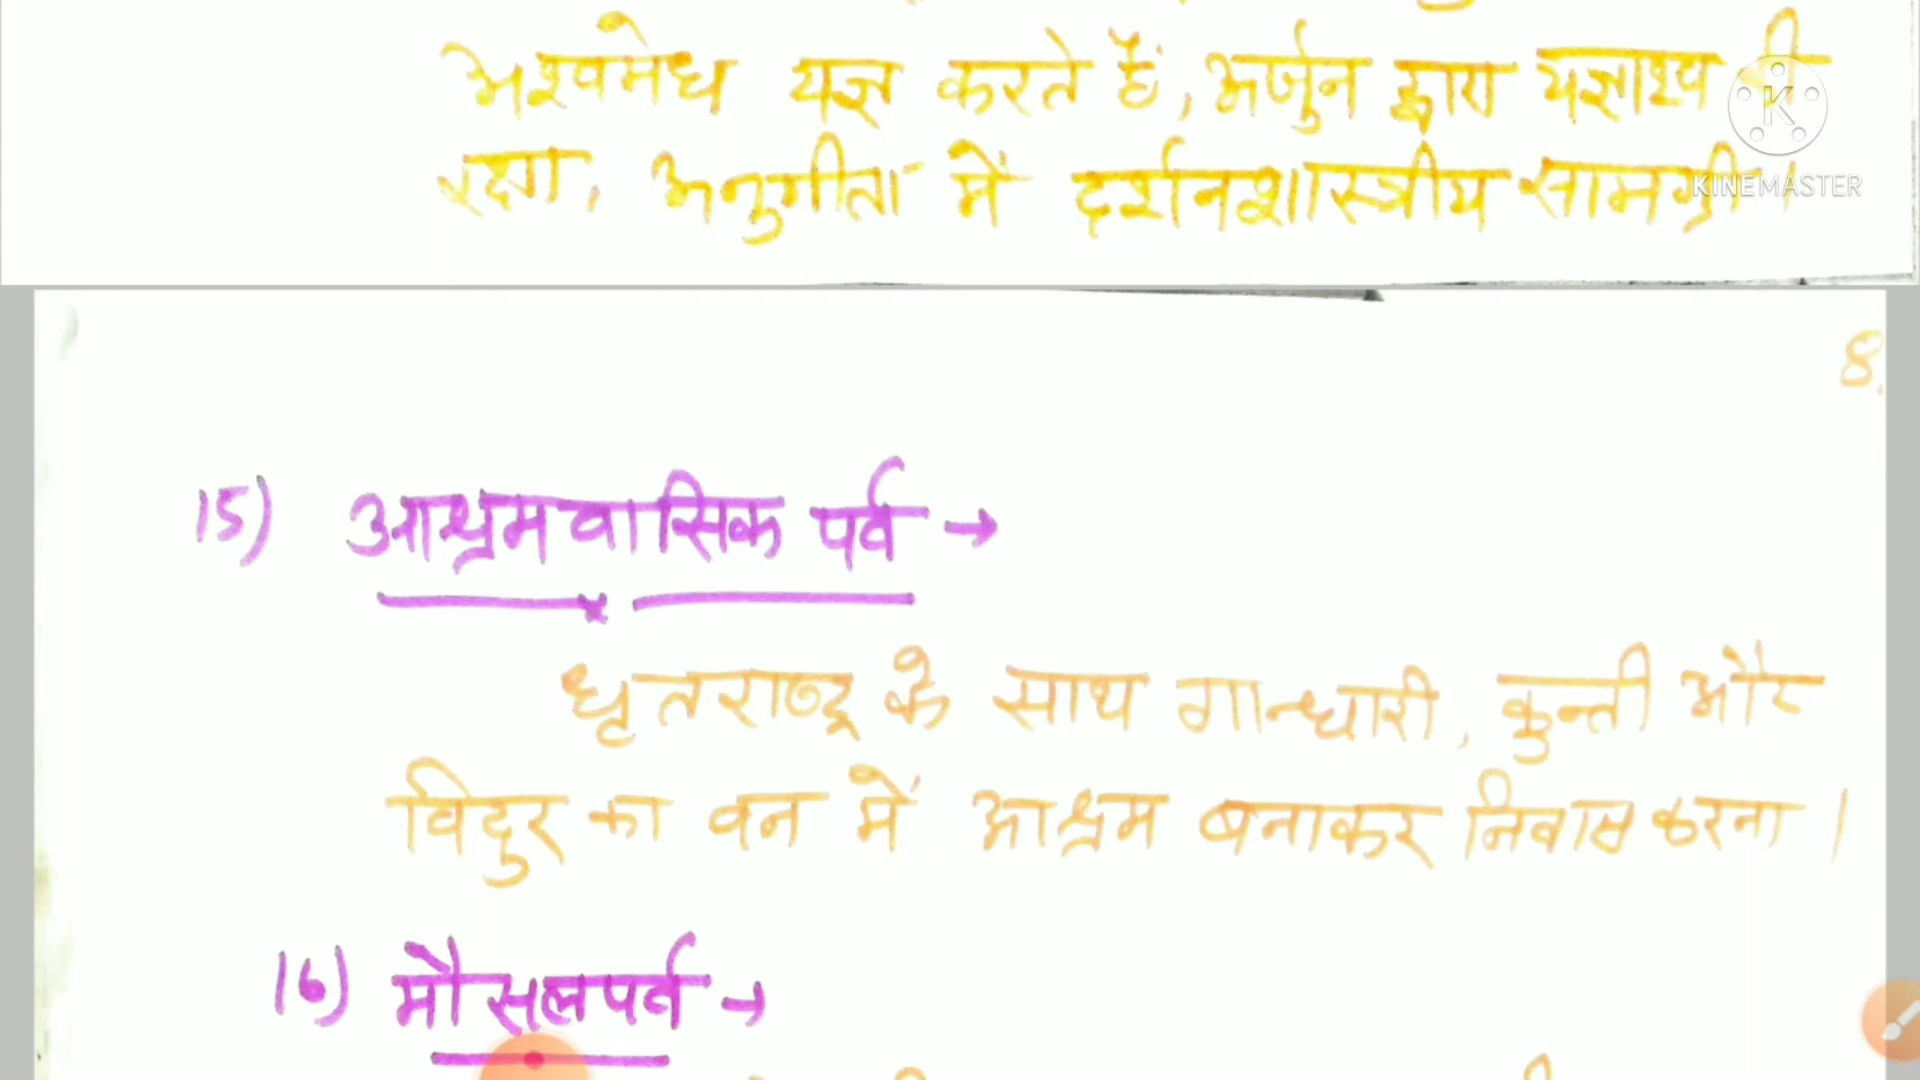 अश्वमेध यज्ञ करते हैं, अर्जुन द्वारा यज्ञाश्व की
रक्षा, अनुगीता में दर्शनशास्त्रीय सामग्री।
KINEMASTER
8.
15) आश्रमवासिक पर्व →
धृतराष्ट्र के साथ गान्धारी, कुन्ती और
विदुर का वन में आश्रम बनाकर निवास करना।
16) मौसलपर्व →